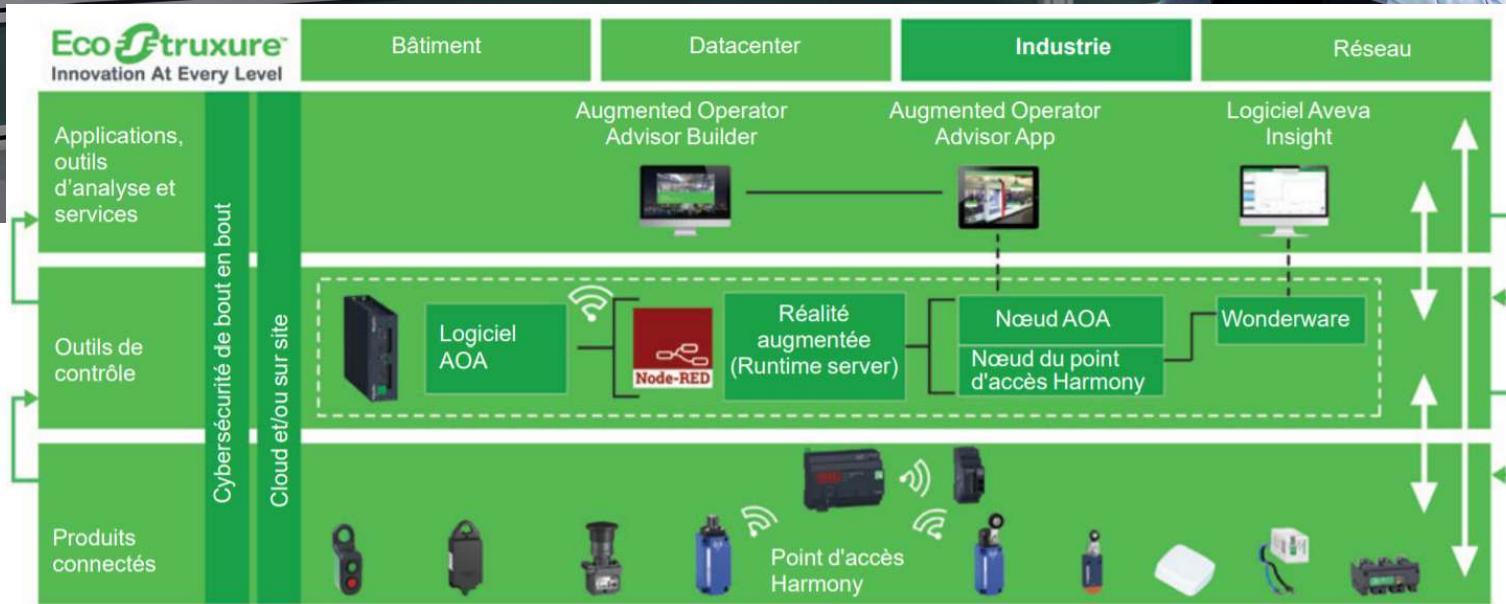 EcoStruxure™
Innovation At Every Level
Bâtiment
Datacenter
Industrie
Réseau
Applications,
outils
d'analyse et
services
Cybersécurité de bout en bout
Cloud et/ou sur site
Augmented Operator
Advisor Builder
Augmented Operator
Advisor App
Logiciel Aveva
Insight
Outils de
contrôle
Logiciel
AOA
Node-RED
Réalité
augmentée
(Runtime server)
Nœud AOA
Nœud du point
d'accès Harmony
Wonderware
Produits
connectés
Point d'accès
Harmony